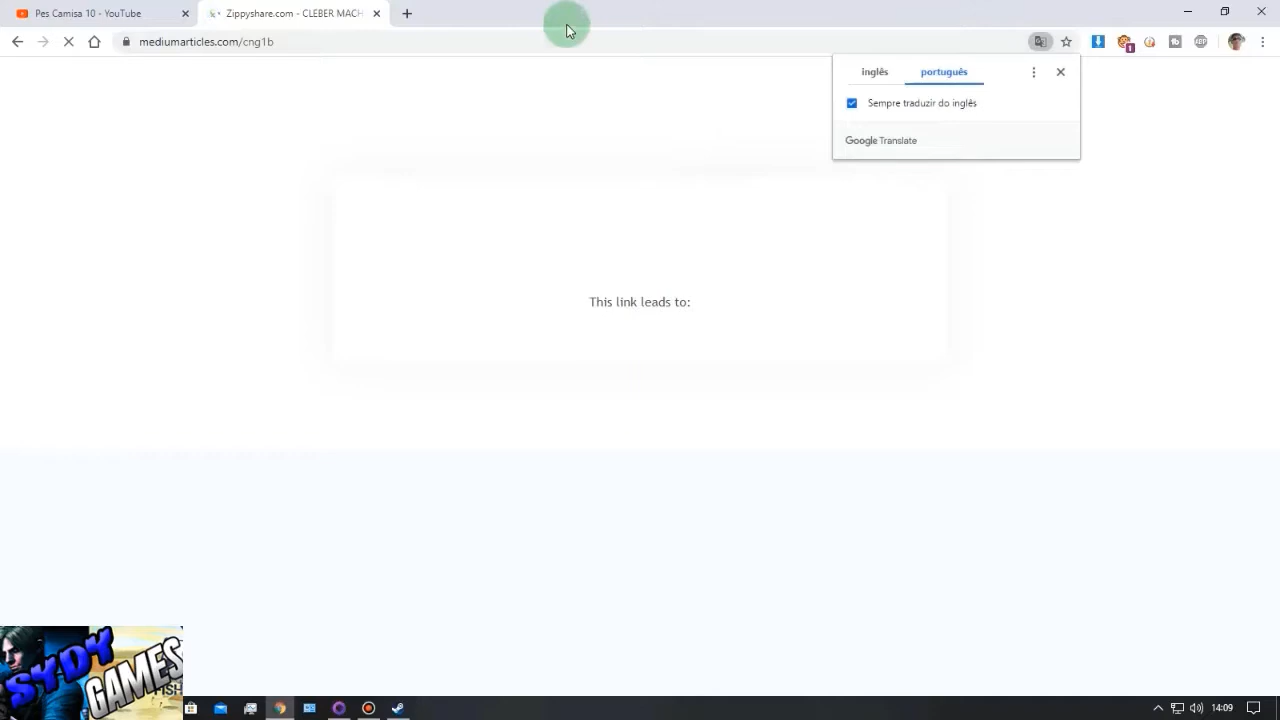 Pes Camisa 10 - YouTube
Zippyshare.com - CLEBER MACH
mediumarticles.com/cng1b
inglês
português
Sempre traduzir do inglês
Google Translate
This link leads to:
SYDY
GAMES
14:09